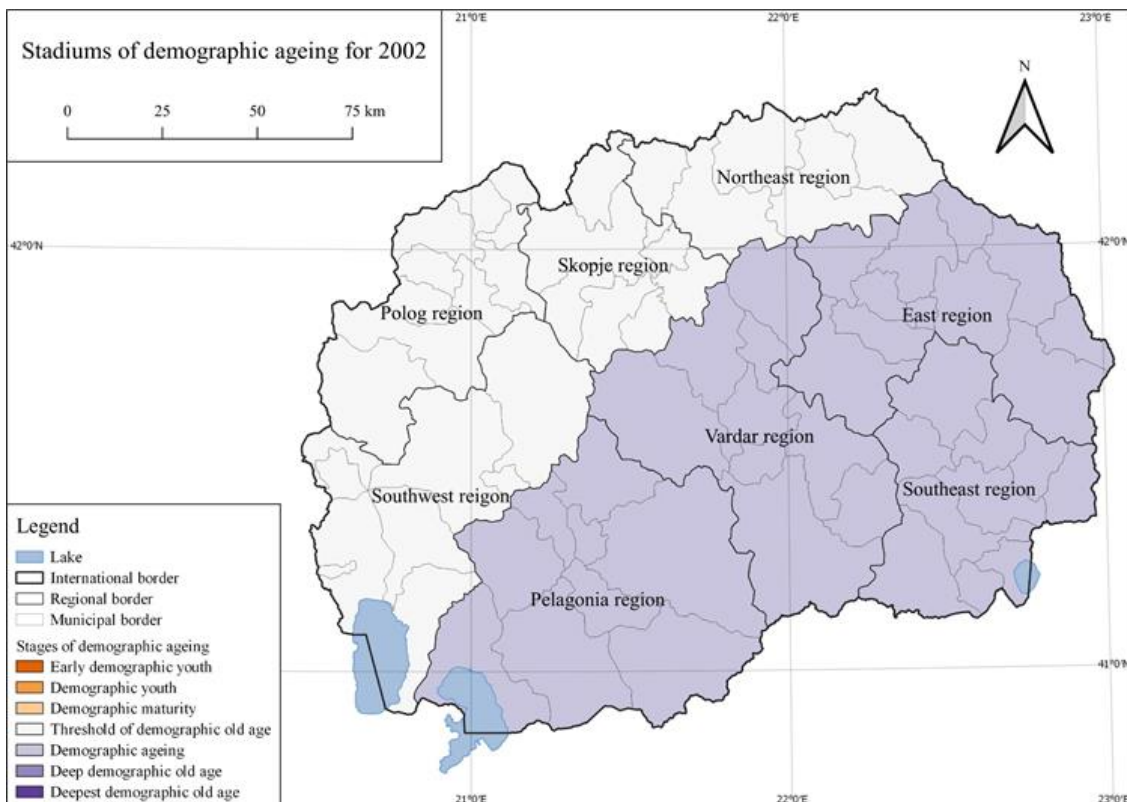 21°0'E 22°0'E 23°0'E
Stadiums of demographic ageing for 2002
0 25 50 75 km
N
Northeast region
42°0'N 42°0'N
Skopje region
Polog region
East region
Vardar region
Southwest reigon
Southeast region
Pelagonia region
Legend
Lake
International border
Regional border
Municipal border
Stages of demographic ageing
Early demographic youth
Demographic youth
Demographic maturity
Threshold of demographic old age
Demographic ageing
Deep demographic old age
Deepest demographic old age
41°0'N
21°0'E 22°0'E 23°0'E